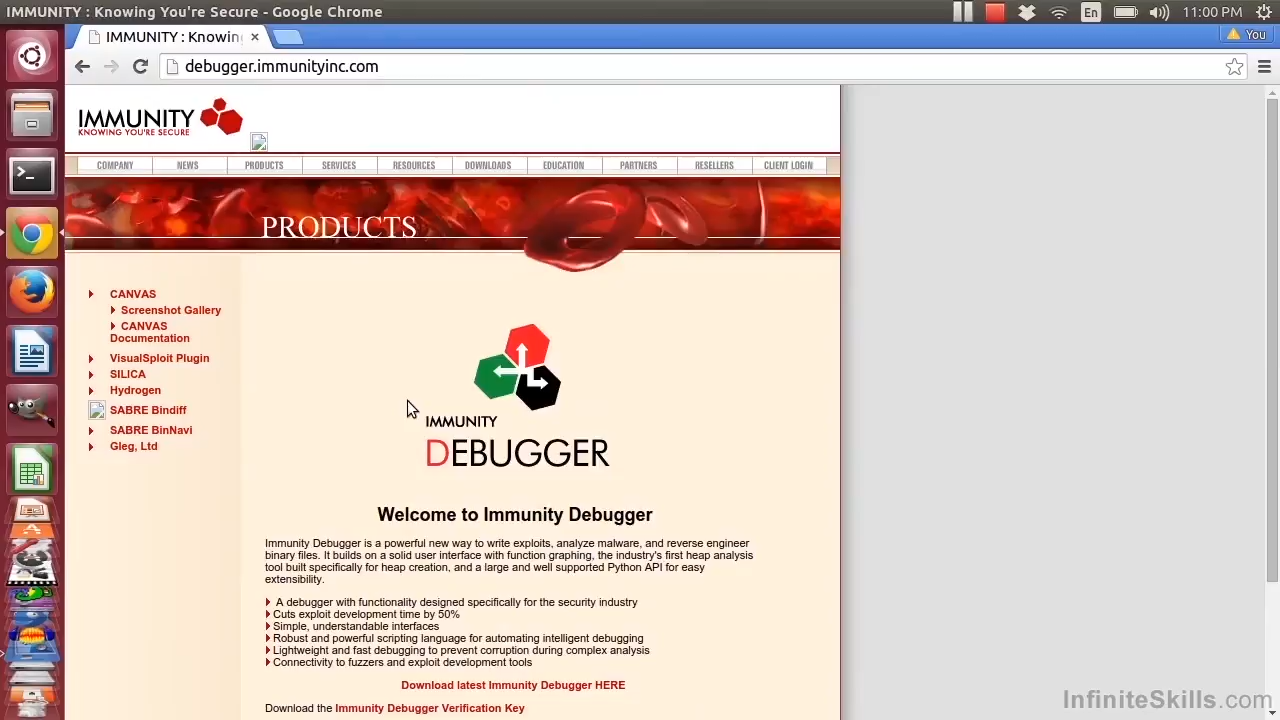 IMMUNITY : Knowing You're Secure - Google Chrome
En
11:00 PM
IMMUNITY : Knowin
You
debugger.immunityinc.com
IMMUNITY
KNOWING YOU'RE SECURE
COMPANY
NEWS
PRODUCTS
SERVICES
RESOURCES
DOWNLOADS
EDUCATION
PARTNERS
RESELLERS
CLIENT LOGIN
PRODUCTS
CANVAS
Screenshot Gallery
CANVAS
Documentation
VisualSploit Plugin
SILICA
Hydrogen
SABRE Bindiff
SABRE BinNavi
Gleg, Ltd
IMMUNITY
DEBUGGER
Welcome to Immunity Debugger
Immunity Debugger is a powerful new way to write exploits, analyze malware, and reverse engineer
binary files. It builds on a solid user interface with function graphing, the industry's first heap analysis
tool built specifically for heap creation, and a large and well supported Python API for easy
extensibility.
A debugger with functionality designed specifically for the security industry
Cuts exploit development time by 50%
Simple, understandable interfaces
Robust and powerful scripting language for automating intelligent debugging
Lightweight and fast debugging to prevent corruption during complex analysis
Connectivity to fuzzers and exploit development tools
Download latest Immunity Debugger HERE
Download the Immunity Debugger Verification Key
InfiniteSkills.com